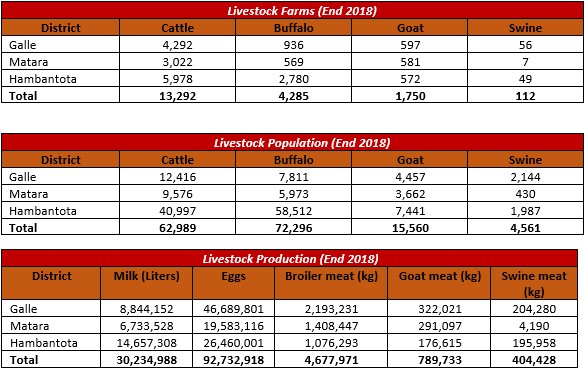 Livestock Farms (End 2018)
District Cattle Buffalo Goat Swine
Galle 4,292 936 597 56
Matara 3,022 569 581 7
Hambantota 5,978 2,780 572 49
Total 13,292 4,285 1,750 112
Livestock Population (End 2018)
District Cattle Buffalo Goat Swine
Galle 12,416 7,811 4,457 2,144
Matara 9,576 5,973 3,662 430
Hambantota 40,997 58,512 7,441 1,987
Total 62,989 72,296 15,560 4,561
Livestock Production (End 2018)
District Milk (Liters) Eggs Broiler meat (kg) Goat meat (kg) Swine meat
(kg)
Galle 8,844,152 46,689,801 2,193,231 322,021 204,280
Matara 6,733,528 19,583,116 1,408,447 291,097 4,190
Hambantota 14,657,308 26,460,001 1,076,293 176,615 195,958
Total 30,234,988 92,732,918 4,677,971 789,733 404,428